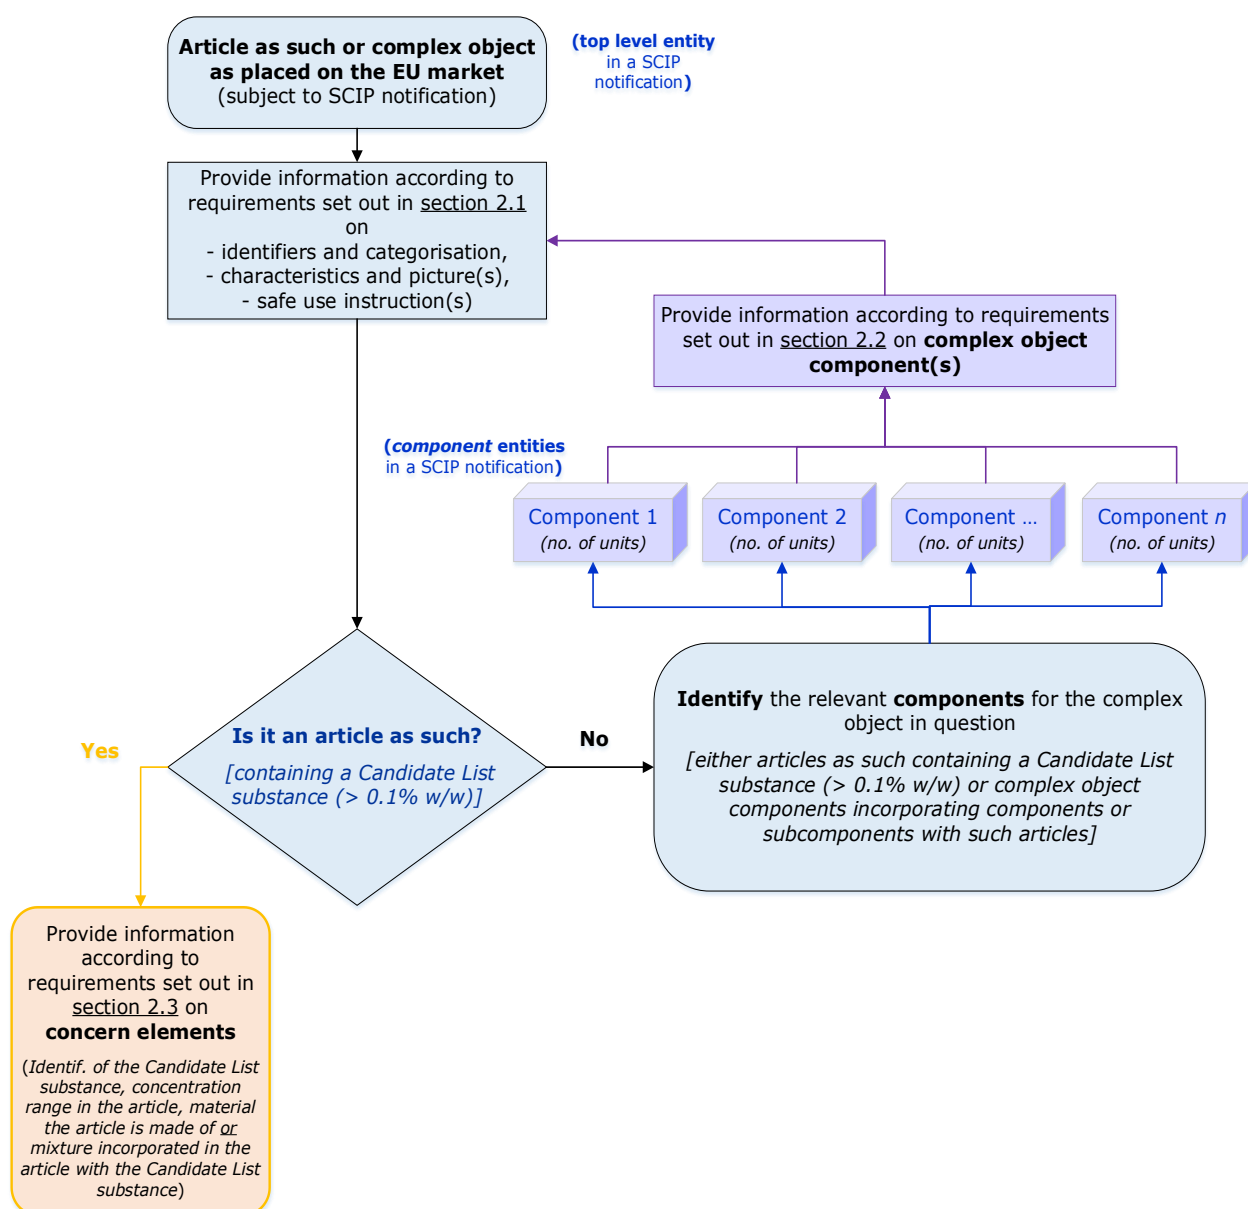 Article as such or complex object
as placed on the EU market
(subject to SCIP notification)
(top level entity
in a SCIP
notification)
Provide information according to
requirements set out in section 2.1
on
- identifiers and categorisation,
- characteristics and picture(s),
- safe use instruction(s)
Provide information according to requirements
set out in section 2.2 on complex object
component(s)
(component entities
in a SCIP notification)
Component 1
(no. of units)
Component 2
(no. of units)
Component ...
(no. of units)
Component n
(no. of units)
Is it an article as such?
[containing a Candidate List
substance (> 0.1% w/w)]
Yes
No
Identify the relevant components for the complex
object in question
[either articles as such containing a Candidate List
substance (> 0.1% w/w) or complex object
components incorporating components or
subcomponents with such articles]
Provide information
according to
requirements set out in
section 2.3 on
concern elements
(Identif. of the Candidate List
substance, concentration
range in the article, material
the article is made of or
mixture incorporated in the
article with the Candidate List
substance)